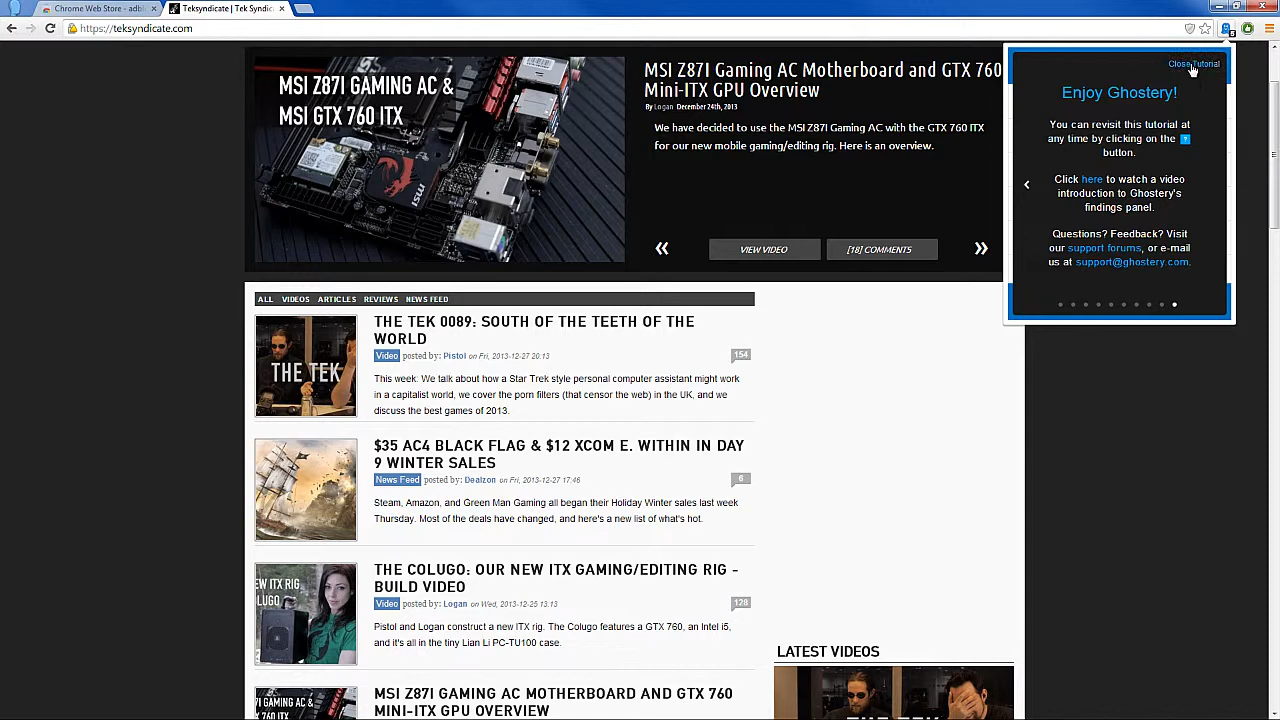 Chrome Web Store - adbl
Teksyndicate | Tek Syndic
https://teksyndicate.com
5
MSI Z87I GAMING AC &
MSI GTX 760 ITX
MSI Z87I Gaming AC Motherboard and GTX 760
Mini-ITX GPU Overview
By Logan December 24th, 2013
We have decided to use the MSI Z87I Gaming AC with the GTX 760 ITX
for our new mobile gaming/editing rig. Here is an overview.
VIEW VIDEO
[18] COMMENTS
Close Tutorial
Enjoy Ghostery!
You can revisit this tutorial at
any time by clicking on the ?
button.
Click here to watch a video
introduction to Ghostery's
findings panel.
Questions? Feedback? Visit
our support forums, or e-mail
us at support@ghostery.com.
ALL VIDEOS ARTICLES REVIEWS NEWS FEED
THE TEK
THE TEK 0089: SOUTH OF THE TEETH OF THE
WORLD
Video posted by: Pistol on Fri, 2013-12-27 20:13
154
This week: We talk about how a Star Trek style personal computer assistant might work
in a capitalist world, we cover the porn filters (that censor the web) in the UK, and we
discuss the best games of 2013.
$35 AC4 BLACK FLAG & $12 XCOM E. WITHIN IN DAY
9 WINTER SALES
News Feed posted by: Dealzon on Fri, 2013-12-27 17:46
6
Steam, Amazon, and Green Man Gaming all began their Holiday Winter sales last week
Thursday. Most of the deals have changed, and here's a new list of what's hot.
EW ITX RIG
LUGO
THE COLUGO: OUR NEW ITX GAMING/EDITING RIG -
BUILD VIDEO
Video posted by: Logan on Wed, 2013-12-25 13:13
128
Pistol and Logan construct a new ITX rig. The Colugo features a GTX 760, an Intel i5,
and it's all in the tiny Lian Li PC-TU100 case.
LATEST VIDEOS
THE TEK
I Z87I GAMING AC
I GTX 760 ITX
MSI Z87I GAMING AC MOTHERBOARD AND GTX 760
MINI-ITX GPU OVERVIEW